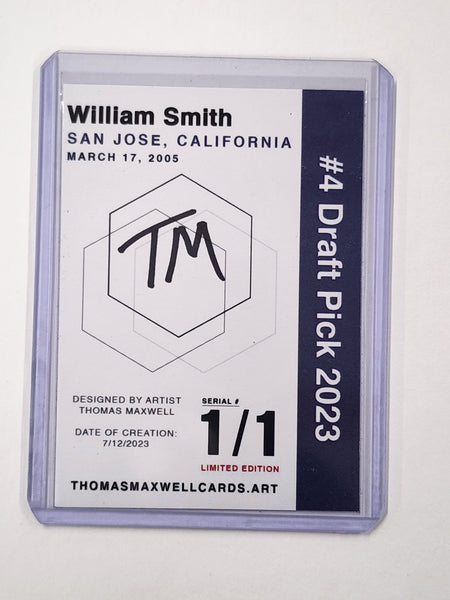 William Smith
SAN JOSE, CALIFORNIA
MARCH 17, 2005
TM
DESIGNED BY ARTIST
THOMAS MAXWELL
DATE OF CREATION:
7/12/2023
SERIAL #
1/1
LIMITED EDITION
THOMASMAXWELLCARDS.ART
#4 Draft Pick 2023